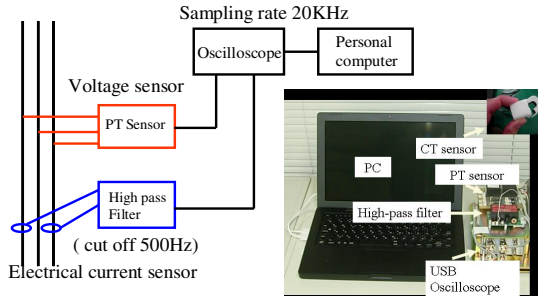 Sampling rate 20KHz
Oscilloscope
Personal
computer
Voltage sensor
PT Sensor
High pass
Filter
( cut off 500Hz)
Electrical current sensor
CT sensor
PC
PT sensor
High-pass filter
USB
Oscilloscope